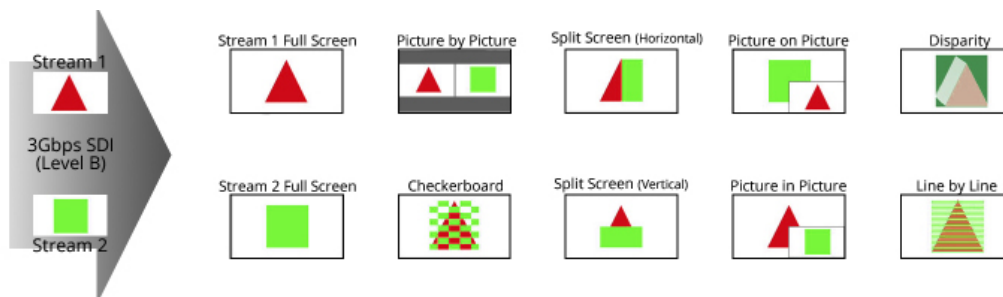 Stream 1
3Gbps SDI
(Level B)
Stream 2
Stream 1 Full Screen
Picture by Picture
Split Screen (Horizontal)
Picture on Picture
Disparity
Stream 2 Full Screen
Checkerboard
Split Screen (Vertical)
Picture in Picture
Line by Line